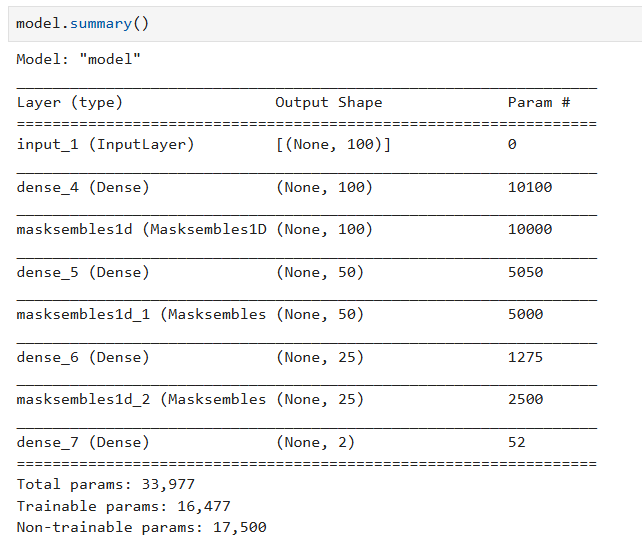 model.summary()
Model: "model"
_________________________________________________________________
Layer (type)                 Output Shape              Param #
=================================================================
input_1 (InputLayer)         [(None, 100)]             0
_________________________________________________________________
dense_4 (Dense)              (None, 100)               10100
_________________________________________________________________
masksembles1d (Masksembles1D (None, 100)               10000
_________________________________________________________________
dense_5 (Dense)              (None, 50)                5050
_________________________________________________________________
masksembles1d_1 (Masksembles (None, 50)                5000
_________________________________________________________________
dense_6 (Dense)              (None, 25)                1275
_________________________________________________________________
masksembles1d_2 (Masksembles (None, 25)                2500
_________________________________________________________________
dense_7 (Dense)              (None, 2)                 52
=================================================================
Total params: 33,977
Trainable params: 16,477
Non-trainable params: 17,500